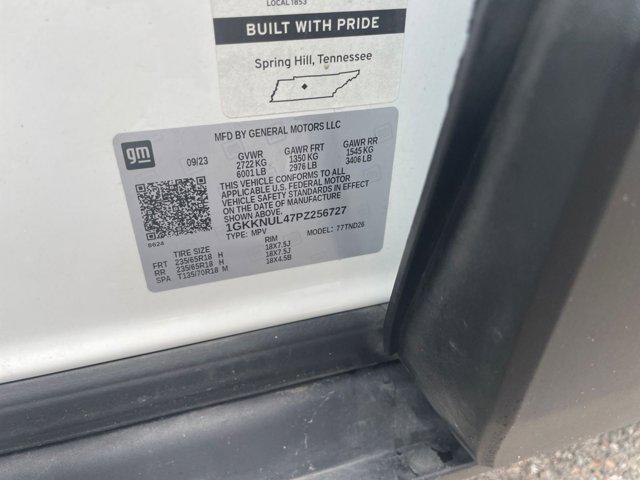 LOCAL 1853
BUILT WITH PRIDE
Spring Hill, Tennessee
gm
MFD BY GENERAL MOTORS LLC
09/23
GVWR GAWR FRT GAWR RR
2722 KG 1350 KG 1545 KG
6001 LB 2976 LB 3406 LB
THIS VEHICLE CONFORMS TO ALL
APPLICABLE U.S. FEDERAL MOTOR
VEHICLE SAFETY STANDARDS IN EFFECT
ON THE DATE OF MANUFACTURE
SHOWN ABOVE.
1GKKNUL47PZ256727
TYPE: MPV MODEL: 77TND26
6624
TIRE SIZE RIM
FRT 235/65R18 H 18X7.5J
RR 235/65R18 H 18X7.5J
SPA T135/70R18 M 18X4.5B